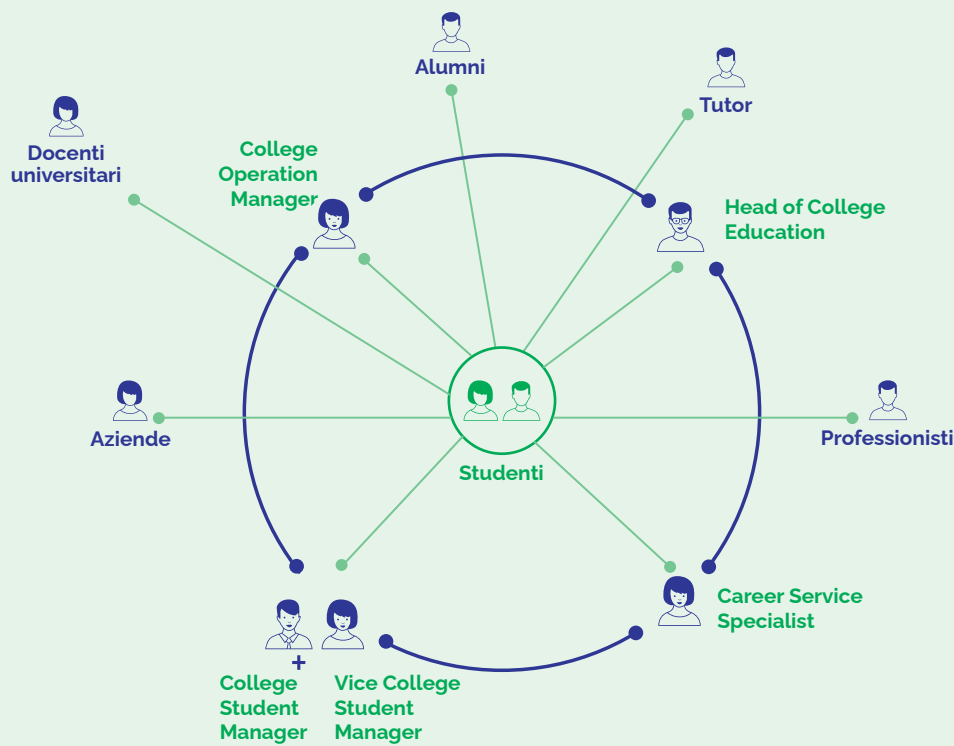 Alumni
Tutor
Docenti
universitari
College
Operation
Manager
Head of College
Education
Aziende
Professionisti
Studenti
Career Service
Specialist
+
College
Student
Manager
Vice College
Student
Manager